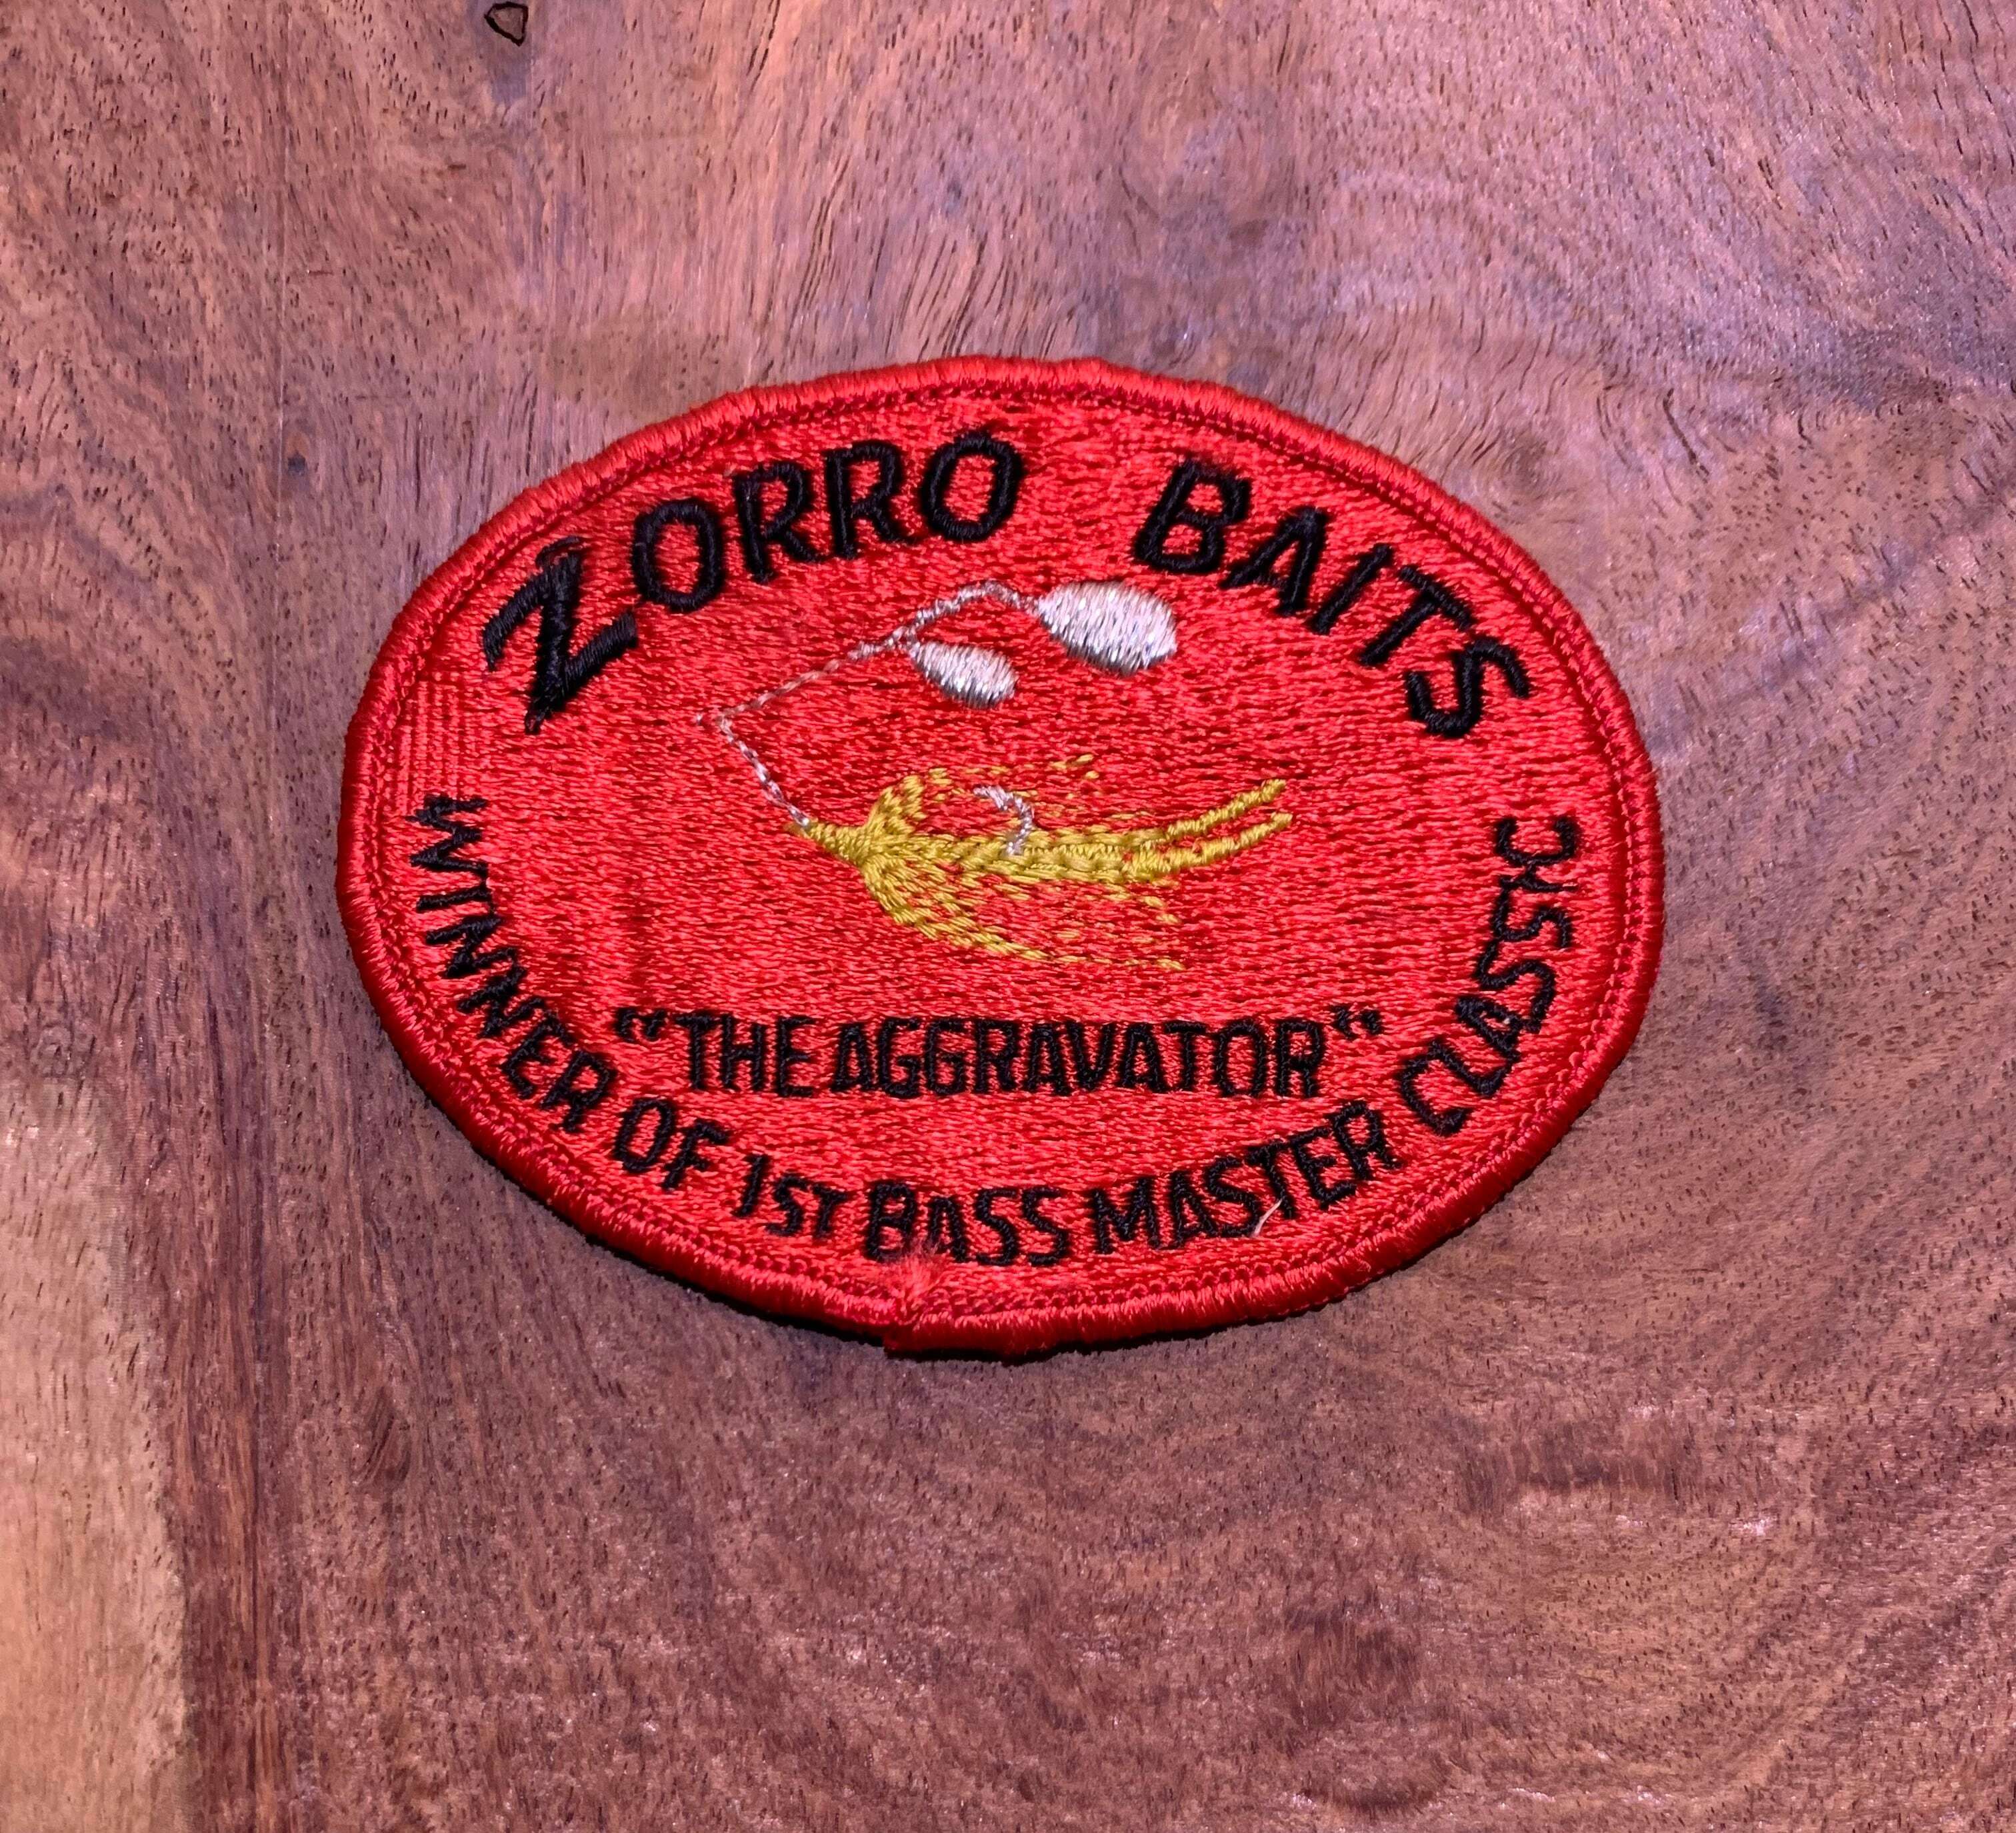 ZORRO BAITS
"THE AGGRAVATOR"
WINNER OF 1ST BASS MASTER CLASSIC